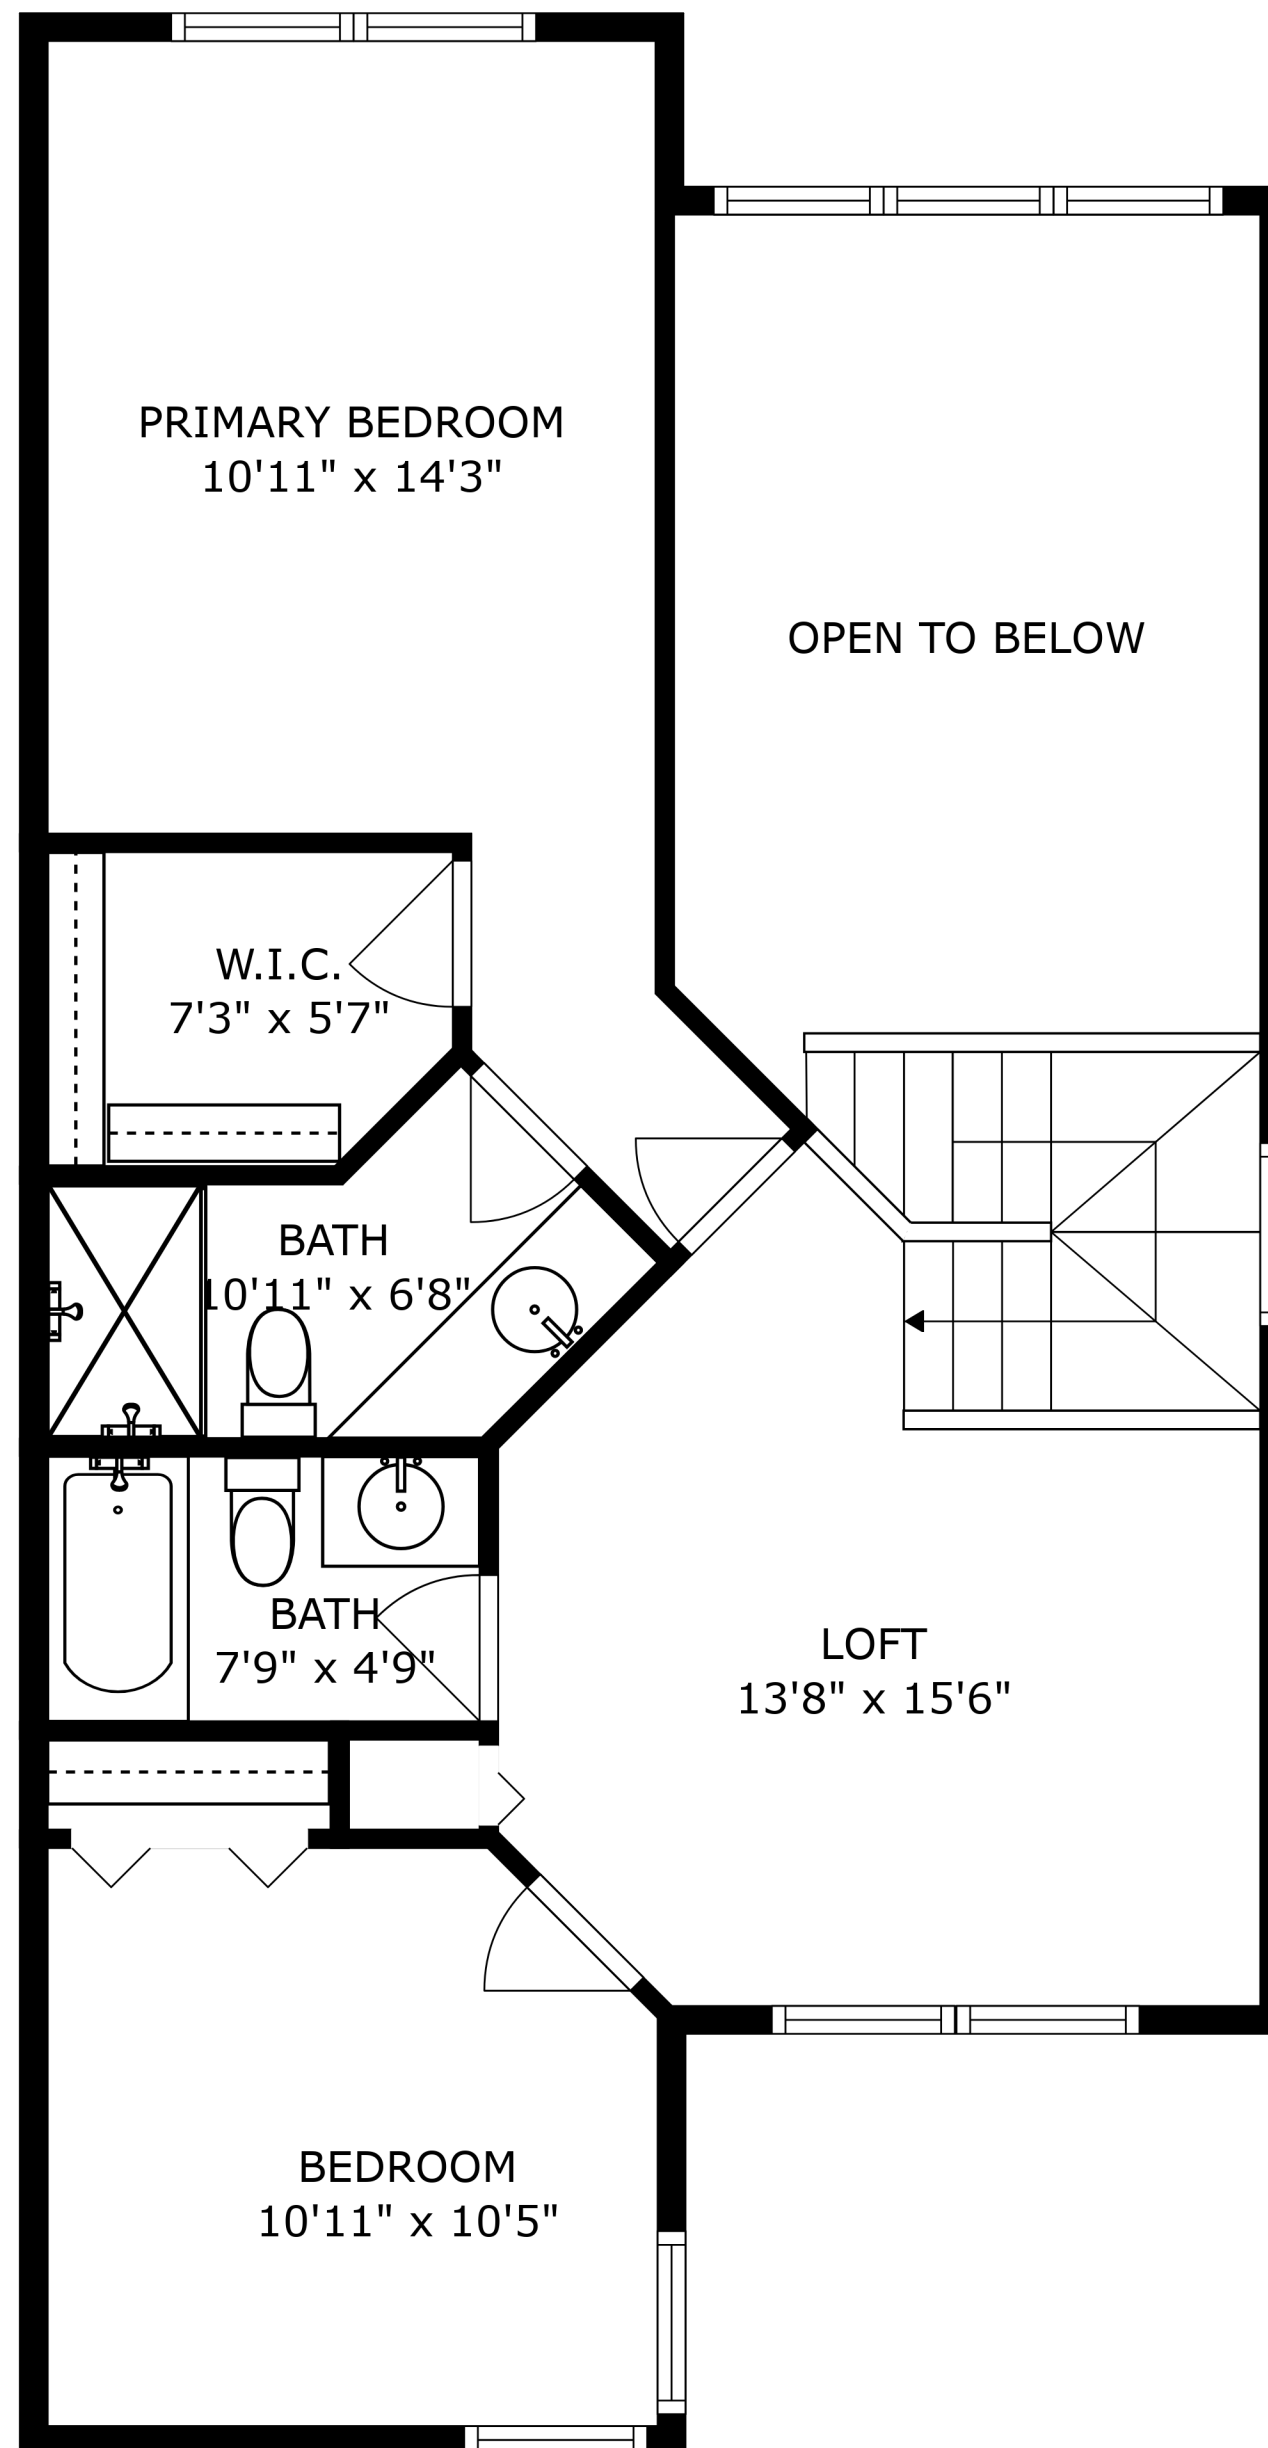 PRIMARY BEDROOM
10'11" x 14'3"
OPEN TO BELOW
W.I.C.
7'3" x 5'7"
BATH
10'11" x 6'8"
BATH
7'9" x 4'9"
LOFT
13'8" x 15'6"
BEDROOM
10'11" x 10'5"